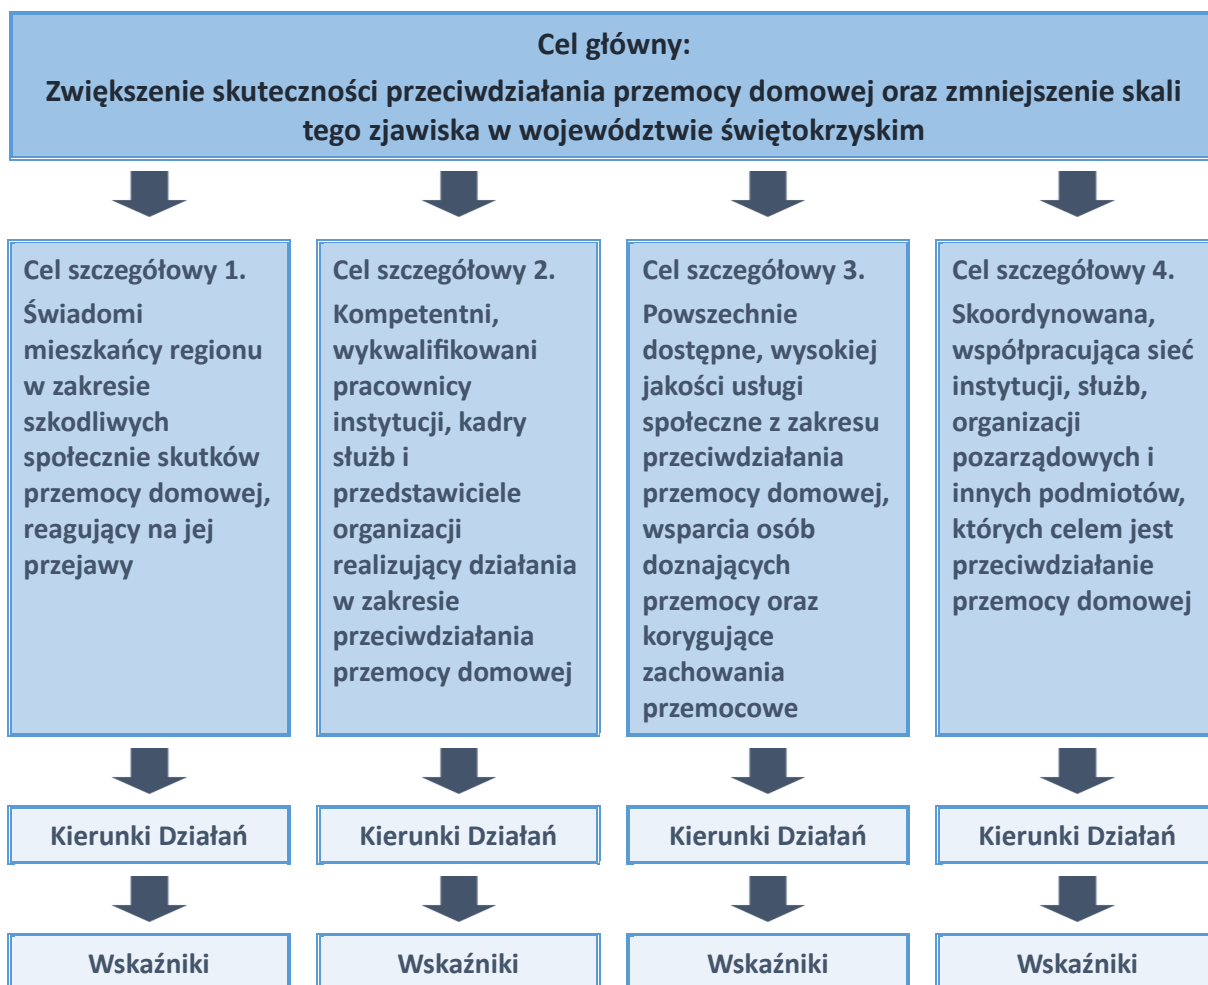 Cel główny:
Zwiększenie skuteczności przeciwdziałania przemocy domowej oraz zmniejszenie skali
tego zjawiska w województwie świętokrzyskim
Cel szczegółowy 1.
Świadomi
mieszkańcy regionu
w zakresie
szkodliwych
społecznie skutków
przemocy domowej,
reagujący na jej
przejawy
Cel szczegółowy 2.
Kompetentni,
wykwalifikowani
pracownicy
instytucji, kadry
służb i
przedstawiciele
organizacji
realizujący działania
w zakresie
przeciwdziałania
przemocy domowej
Cel szczegółowy 3.
Powszechnie
dostępne, wysokiej
jakości usługi
społeczne z zakresu
przeciwdziałania
przemocy domowej,
wsparcia osób
doznających
przemocy oraz
korygujące
zachowania
przemocowe
Cel szczegółowy 4.
Skoordynowana,
współpracująca sieć
instytucji, służb,
organizacji
pozarządowych i
innych podmiotów,
których celem jest
przeciwdziałanie
przemocy domowej
Kierunki Działań
Kierunki Działań
Kierunki Działań
Kierunki Działań
Wskaźniki
Wskaźniki
Wskaźniki
Wskaźniki